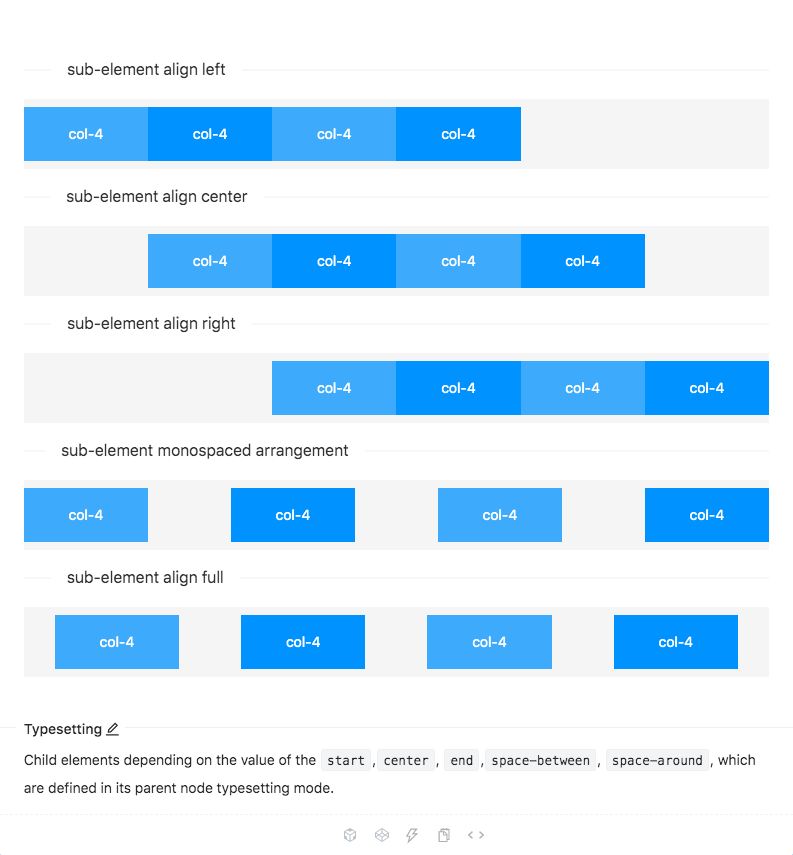 sub-element align left
col-4 col-4 col-4 col-4
sub-element align center
col-4 col-4 col-4 col-4
sub-element align right
col-4 col-4 col-4 col-4
sub-element monospaced arrangement
col-4 col-4 col-4 col-4
sub-element align full
col-4 col-4 col-4 col-4
Typesetting
Child elements depending on the value of the start , center , end , space-between , space-around , which
are defined in its parent node typesetting mode.